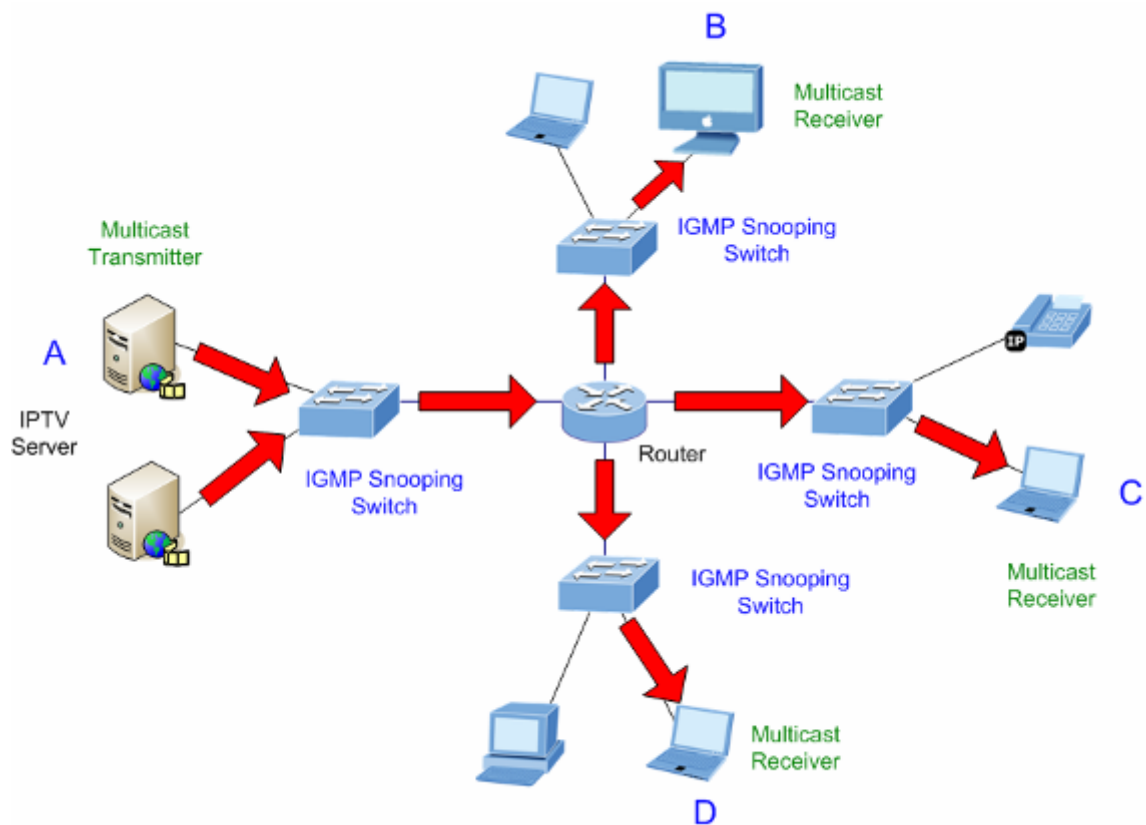 B
Multicast
Receiver
IGMP Snooping
Switch
Multicast
Transmitter
A
IPTV
Server
IGMP Snooping
Switch
Router
IP
IGMP Snooping
Switch
C
Multicast
Receiver
IGMP Snooping
Switch
Multicast
Receiver
D